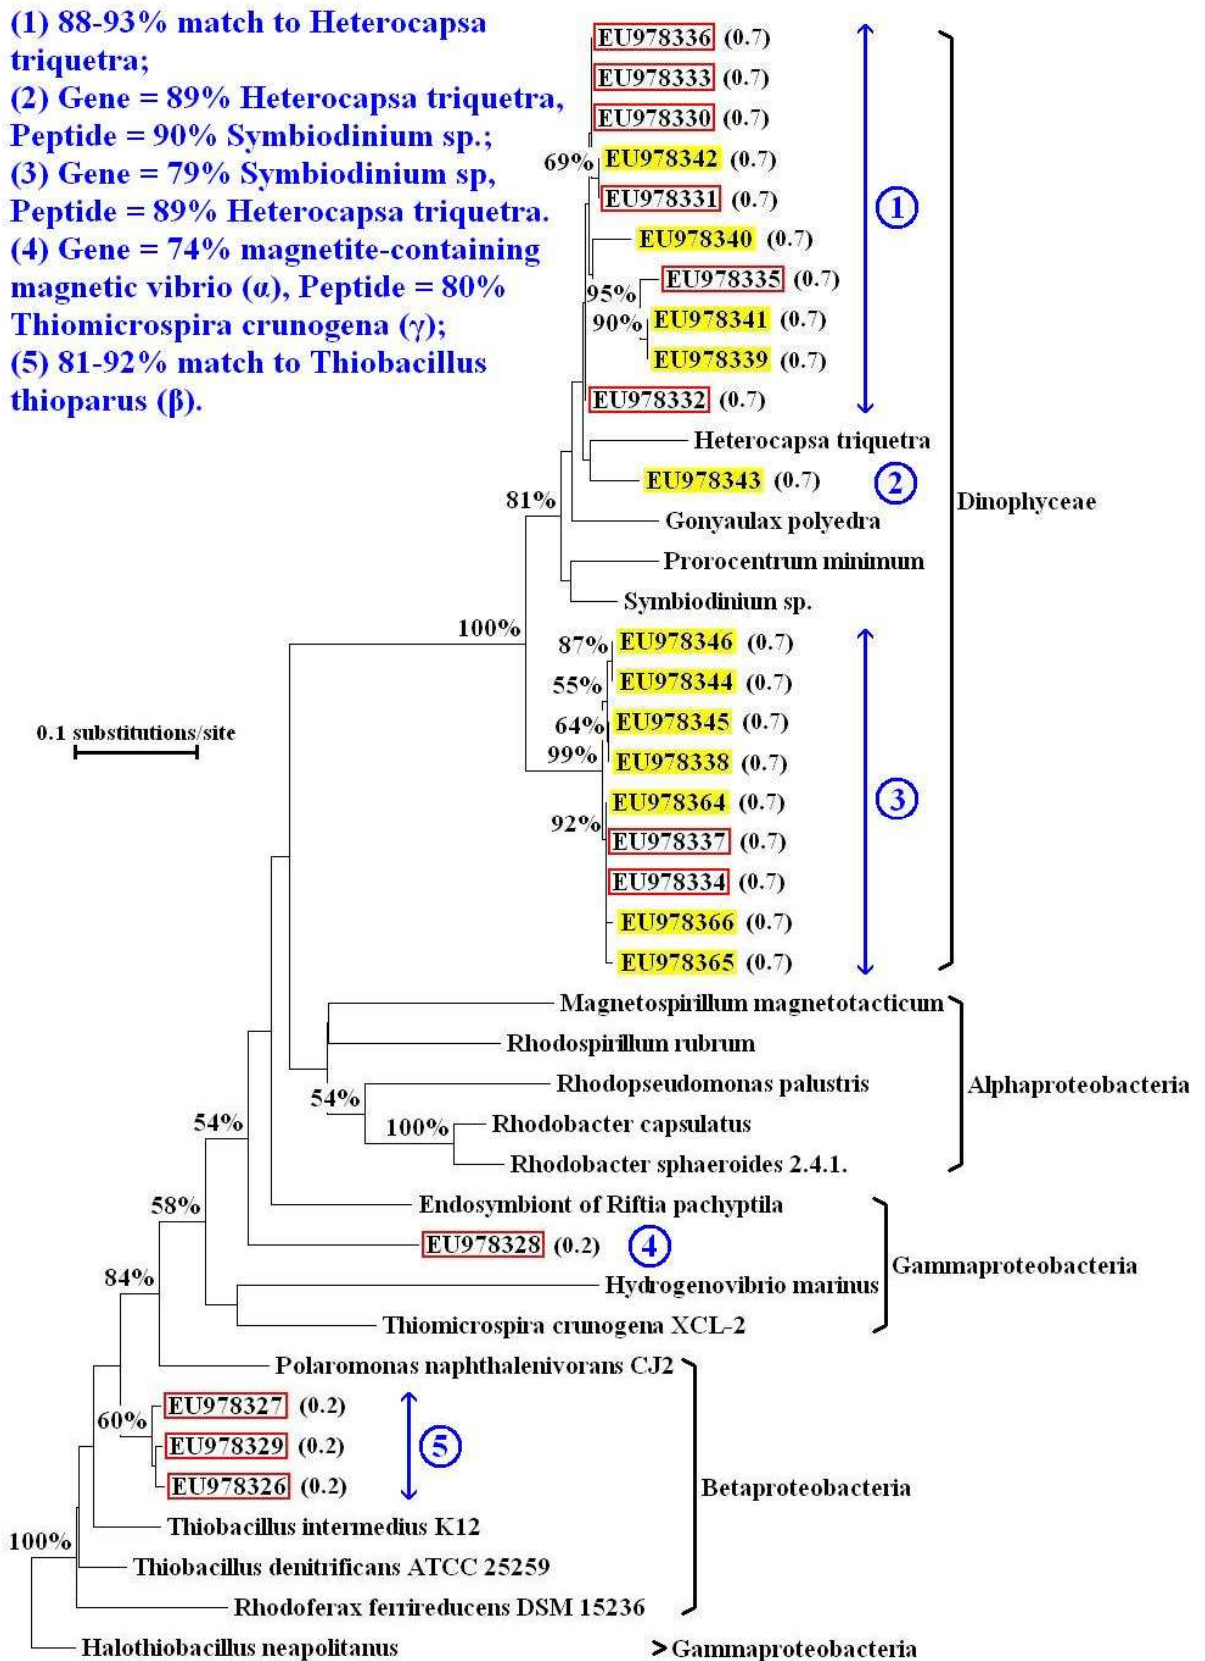 (1) 88-93% match to Heterocapsa
triquetra;
(2) Gene = 89% Heterocapsa triquetra,
Peptide = 90% Symbiodinium sp.;
(3) Gene = 79% Symbiodinium sp,
Peptide = 89% Heterocapsa triquetra.
(4) Gene = 74% magnetite-containing
magnetic vibrio (α), Peptide = 80%
Thiomicrospira crunogena (γ);
(5) 81-92% match to Thiobacillus
thioparus (β).
EU978336 (0.7)
EU978333 (0.7)
EU978330 (0.7)
69% EU978342 (0.7)
EU978331 (0.7)
1
EU978340 (0.7)
EU978335 (0.7)
95%
90% EU978341 (0.7)
EU978339 (0.7)
EU978332 (0.7)
Heterocapsa triquetra
EU978343 (0.7) 2
81%
Dinophyceae
Gonyaulax polyedra
Prorocentrum minimum
Symbiodinium sp.
100%
87% EU978346 (0.7)
55% EU978344 (0.7)
64% EU978345 (0.7)
0.1 substitutions/site
99% EU978338 (0.7)
EU978364 (0.7) 3
92%
EU978337 (0.7)
EU978334 (0.7)
EU978366 (0.7)
EU978365 (0.7)
Magnetospirillum magnetotacticum
Rhodospirillum rubrum
Rhodopseudomonas palustris
Alphaproteobacteria
54%
54% 100% Rhodobacter capsulatus
Rhodobacter sphaeroides 2.4.1.
58% Endosymbiont of Riftia pachyptila
EU978328 (0.2) 4
Gammaproteobacteria
84% Hydrogenovibrio marinus
Thiomicrospira crunogena XCL-2
Polaromonas naphthalenivorans CJ2
EU978327 (0.2)
60%
EU978329 (0.2) 5
EU978326 (0.2)
Betaproteobacteria
Thiobacillus intermedius K12
100%
Thiobacillus denitrificans ATCC 25259
Rhodoferax ferrireducens DSM 15236
Halothiobacillus neapolitanus
Gammaproteobacteria